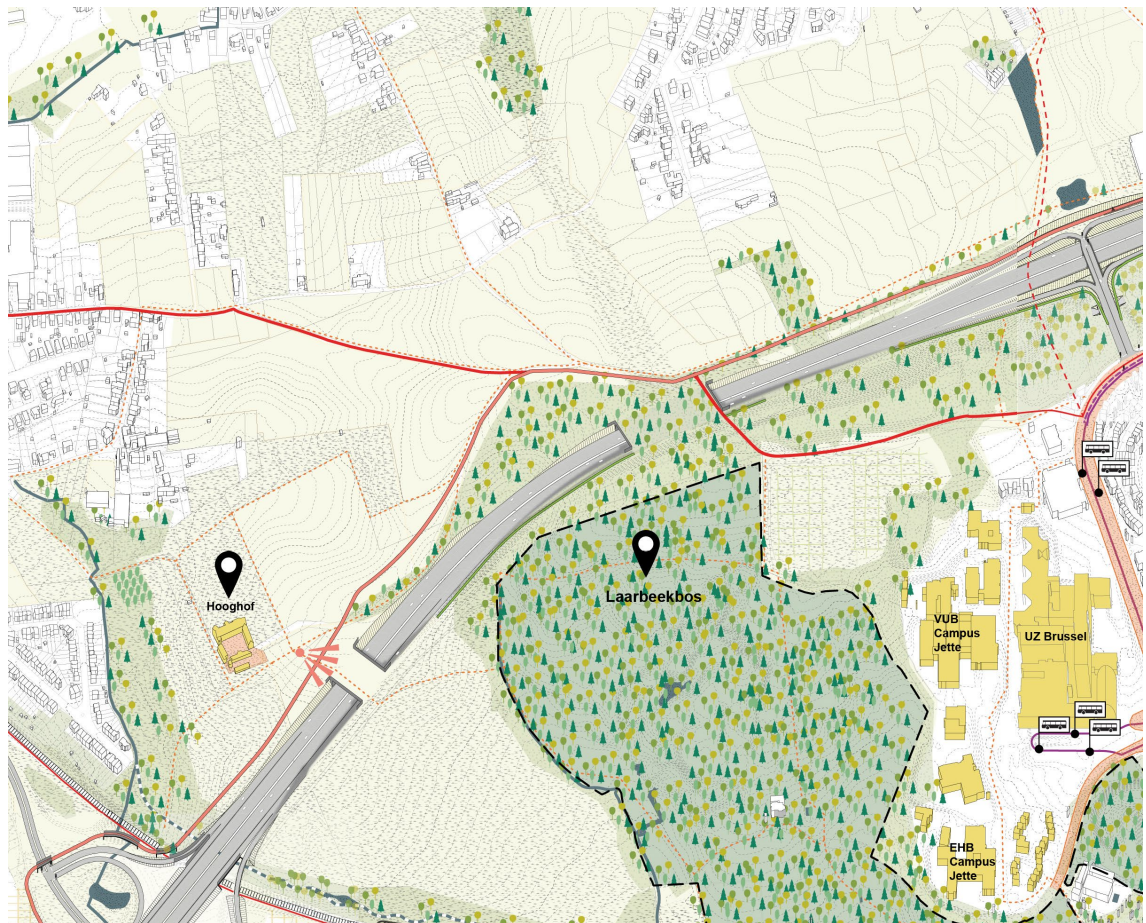 Hooghof
Laarbeekbos
VUB
Campus
Jette
UZ Brussel
EHB
Campus
Jette